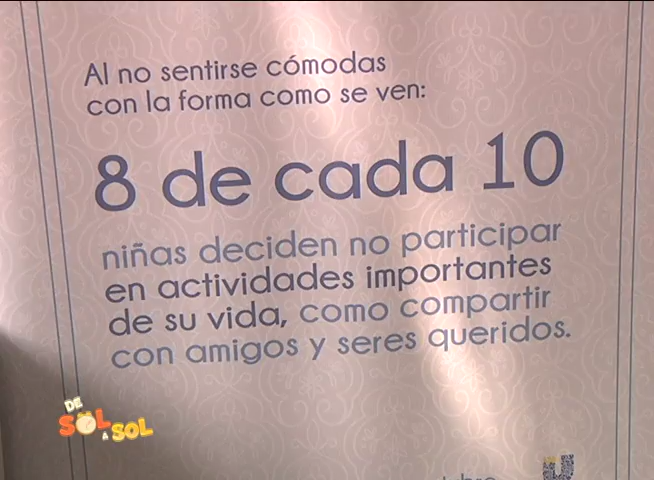 Al no sentirse cómodas
con la forma como se ven:
8 de cada 10
niñas deciden no participar
en actividades importantes
de su vida, como compartir
con amigos y seres queridos.
DE
SOL
A SOL